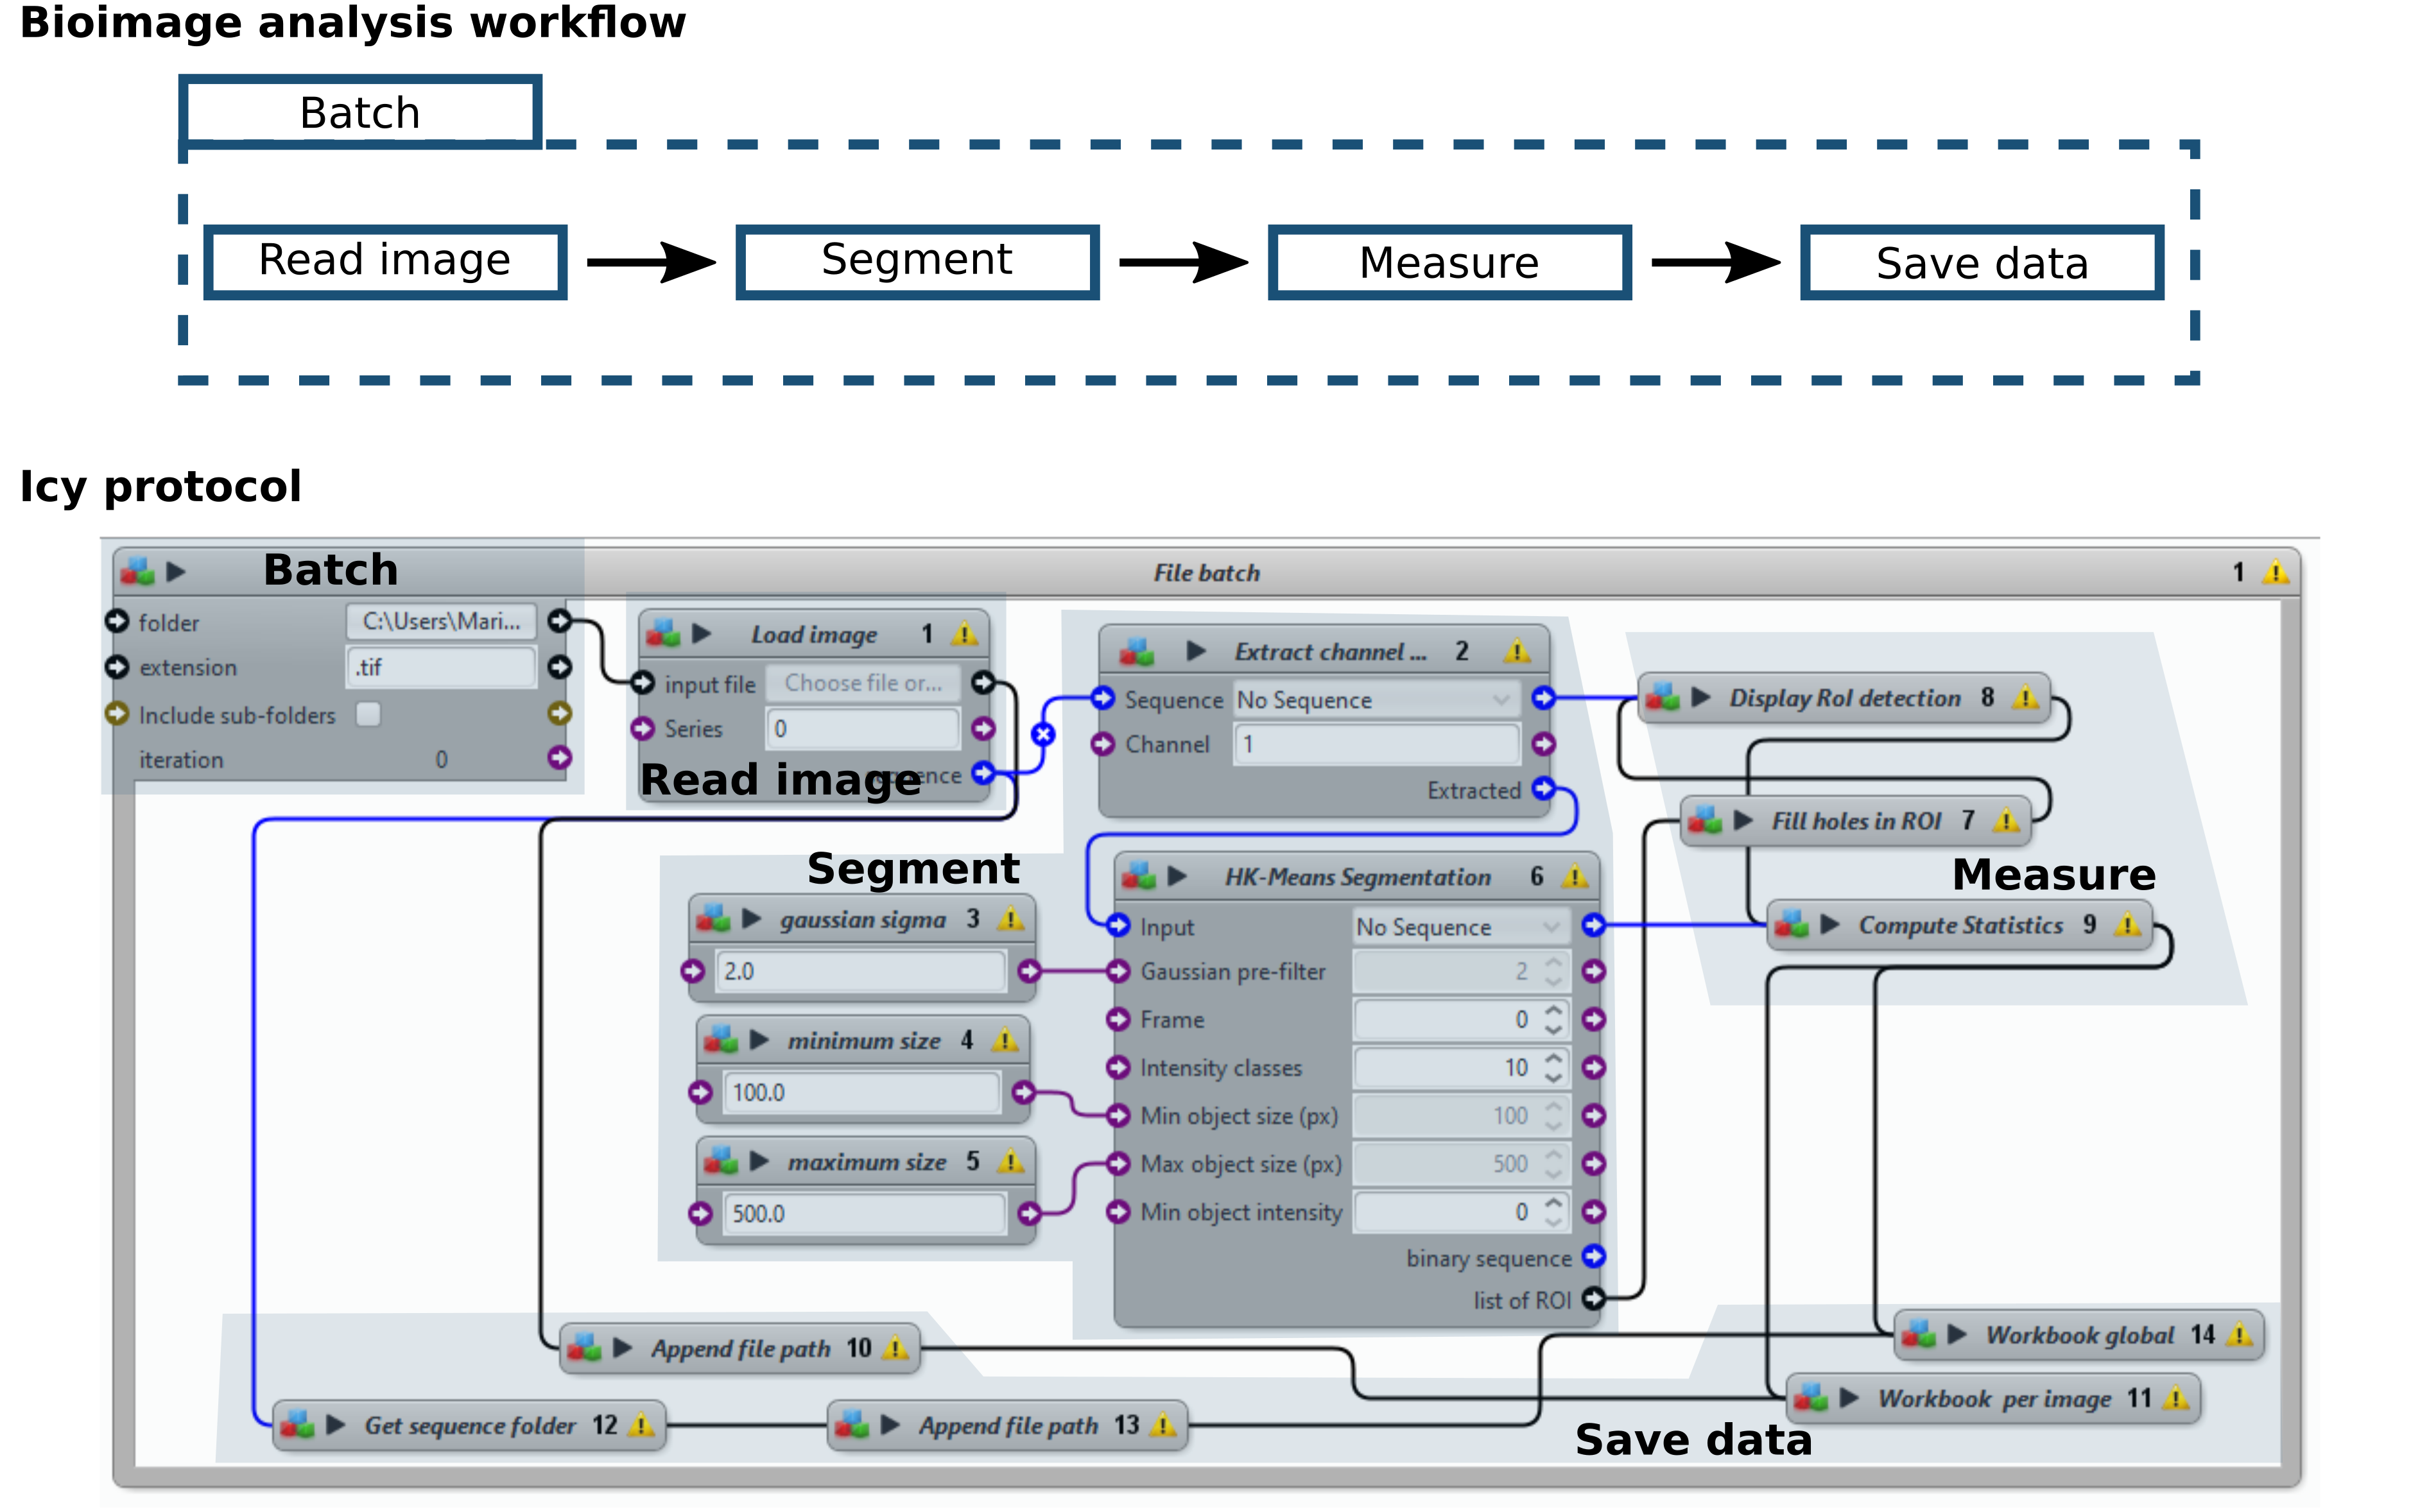 Bioimage analysis workflow
Batch
Read image
Segment
Measure
Save data
Icy protocol
Batch
File batch 1
folder C:\Users\Mari...
extension .tif
Include sub-folders
iteration 0
Load image 1
input file Choose file or...
Series 0
Read image
Extract channel ... 2
Sequence No Sequence
Channel 1
Extracted
Segment
gaussian sigma 3
2.0
minimum size 4
100.0
maximum size 5
500.0
HK-Means Segmentation 6
Input No Sequence
Gaussian pre-filter 2
Frame 0
Intensity classes 10
Min object size (px) 100
Max object size (px) 500
Min object intensity 0
binary sequence
list of ROI
Display RoI detection 8
Fill holes in ROI 7
Measure
Compute Statistics 9
Append file path 10
Workbook global 14
Workbook per image 11
Get sequence folder 12
Append file path 13
Save data